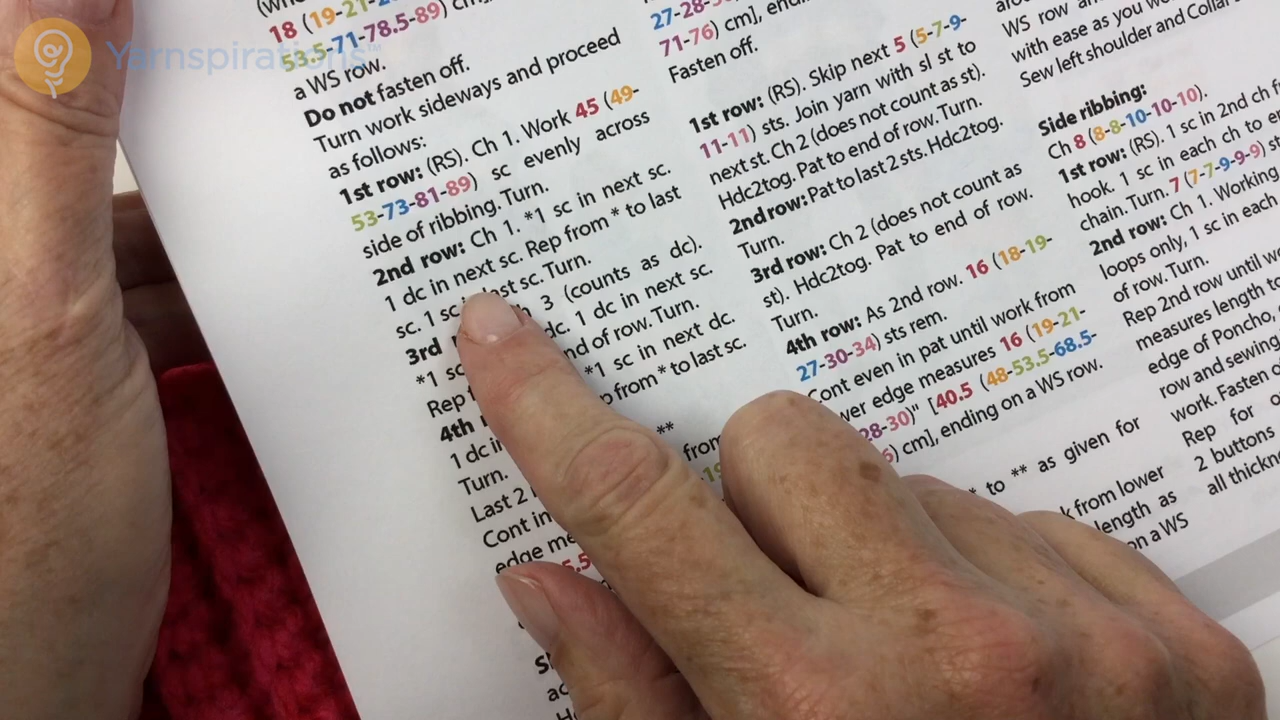 Yarnspirations™
18 (19-21-
53.5-71-78.5-89) cm],
a WS row.
Do not fasten off.
Turn work sideways and proceed
as follows:
1st row: (RS). Ch 1. Work 45 (49-
53-73-81-89) sc evenly across
side of ribbing. Turn.
2nd row: Ch 1. *1 sc in next sc.
1 dc in next sc. Rep from * to last
sc. 1 sc in last sc. Turn.
3rd 3 (counts as dc).
*1 sc dc. 1 dc in next sc.
Rep end of row. Turn.
4th *1 sc in next dc.
1 dc in from * to last sc.
Turn. **
Last 2 from
Cont in 19
edge
5.5
27-28-
71-76) cm],
Fasten off.
1st row: (RS). Skip next 5 (5-7-9-
11-11) sts. Join yarn with sl st to
next st. Ch 2 (does not count as st).
Hdc2tog. Pat to end of row. Turn.
2nd row: Pat to last 2 sts. Hdc2tog.
Turn.
3rd row: Ch 2 (does not count as
st). Hdc2tog. Pat to end of row.
Turn.
4th row: As 2nd row. 16 (18-19-
27-30-34) sts rem.
Cont even in pat until work from
lower edge measures 16 (19-21-
28-30)" [40.5 (48-53.5-68.5-
6) cm], ending on a WS row.
* to ** as given for
from lower
length as
on a WS
WS row
with ease as you
Sew left shoulder and Collar
Side ribbing:
Ch 8 (8-8-10-10-10).
1st row: (RS). 1 sc in 2nd ch
hook. 1 sc in each ch to
chain. Turn. 7 (7-7-9-9-9)
2nd row: Ch 1. Working
loops only, 1 sc in each
of row. Turn.
Rep 2nd row until
measures length to
edge of Poncho,
row and sewing
work. Fasten
Rep for
2 buttons
all